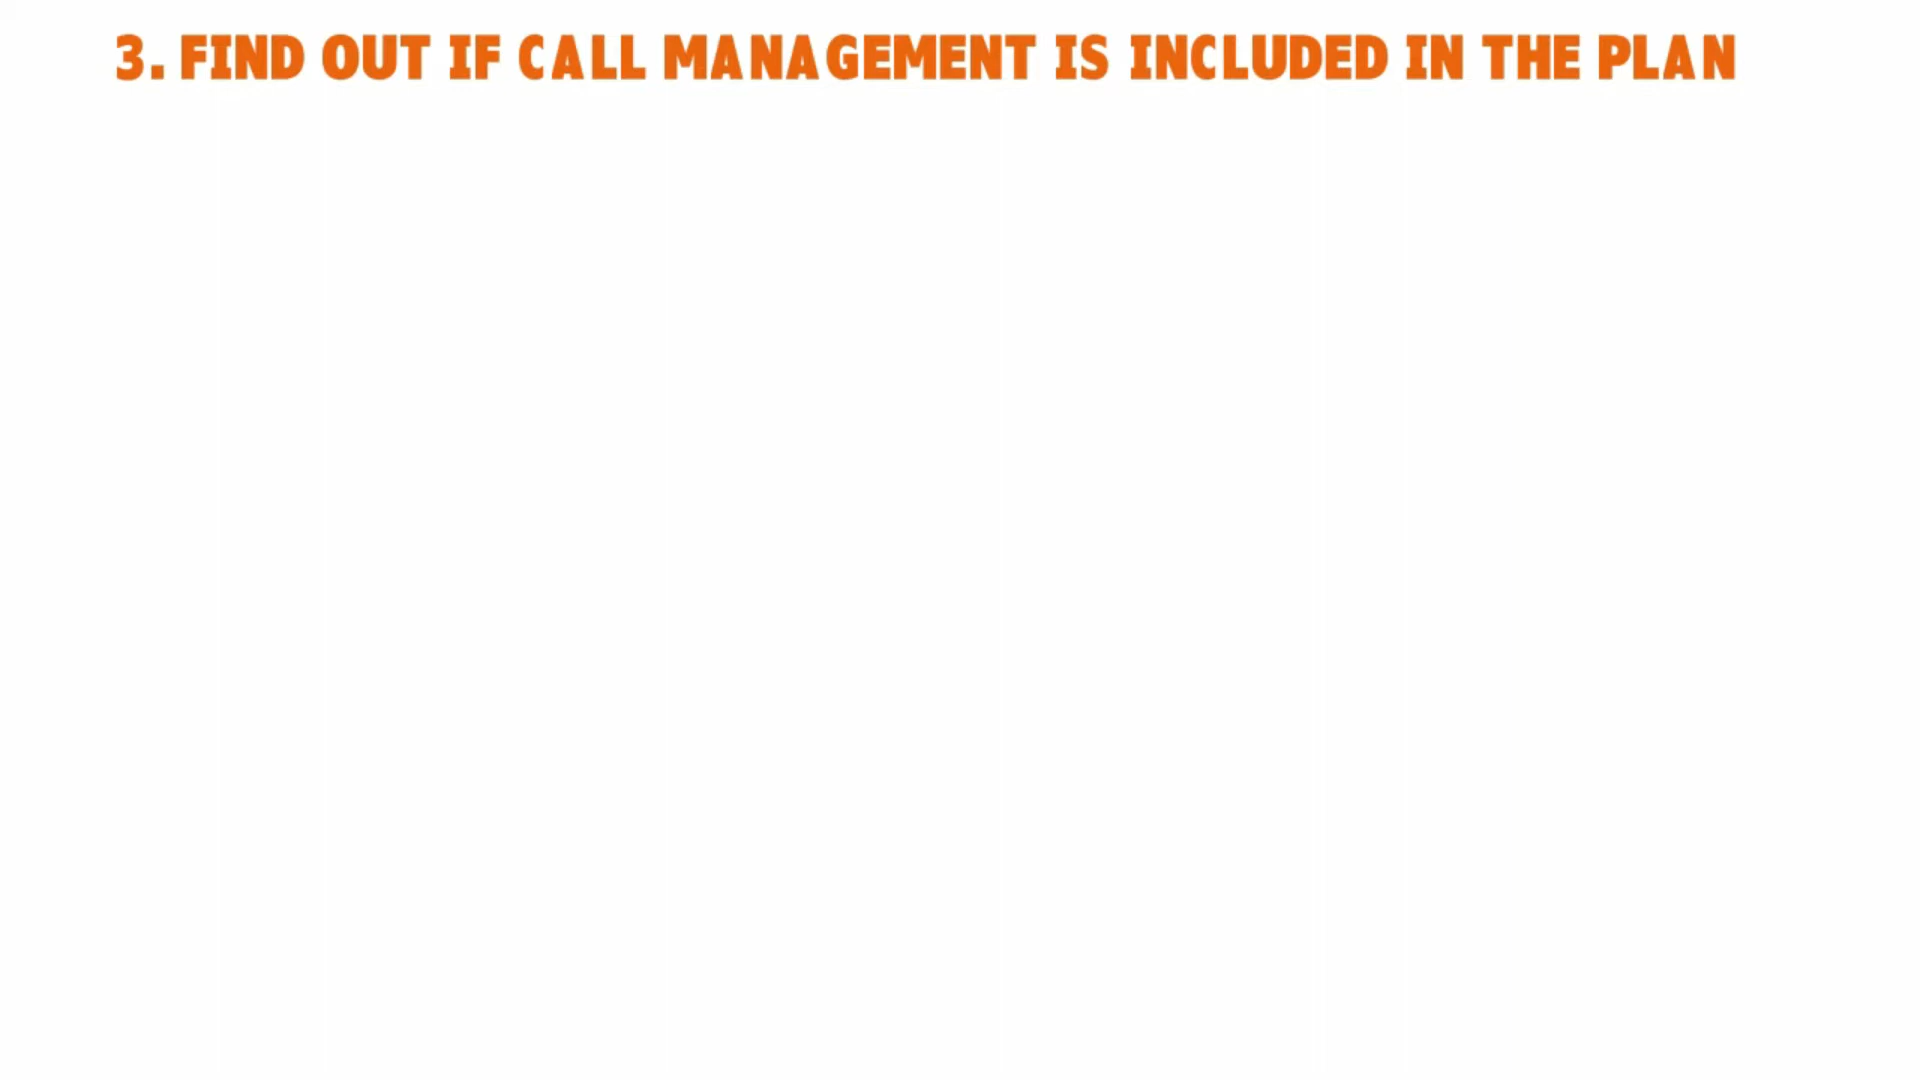 3. FIND OUT IF CALL MANAGEMENT IS INCLUDED IN THE PLAN